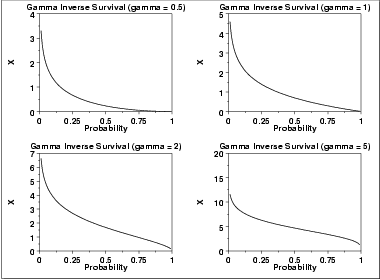 Gamma Inverse Survival (gamma = 0.5)
4
3
2
1
0
X
0 0.25 0.5 0.75 1
Probability
Gamma Inverse Survival (gamma = 1)
5
4
3
2
1
0
X
0 0.25 0.5 0.75 1
Probability
Gamma Inverse Survival (gamma = 2)
7
6
5
4
3
2
1
0
X
0 0.25 0.5 0.75 1
Probability
Gamma Inverse Survival (gamma = 5)
20
15
10
5
0
X
0 0.25 0.5 0.75 1
Probability